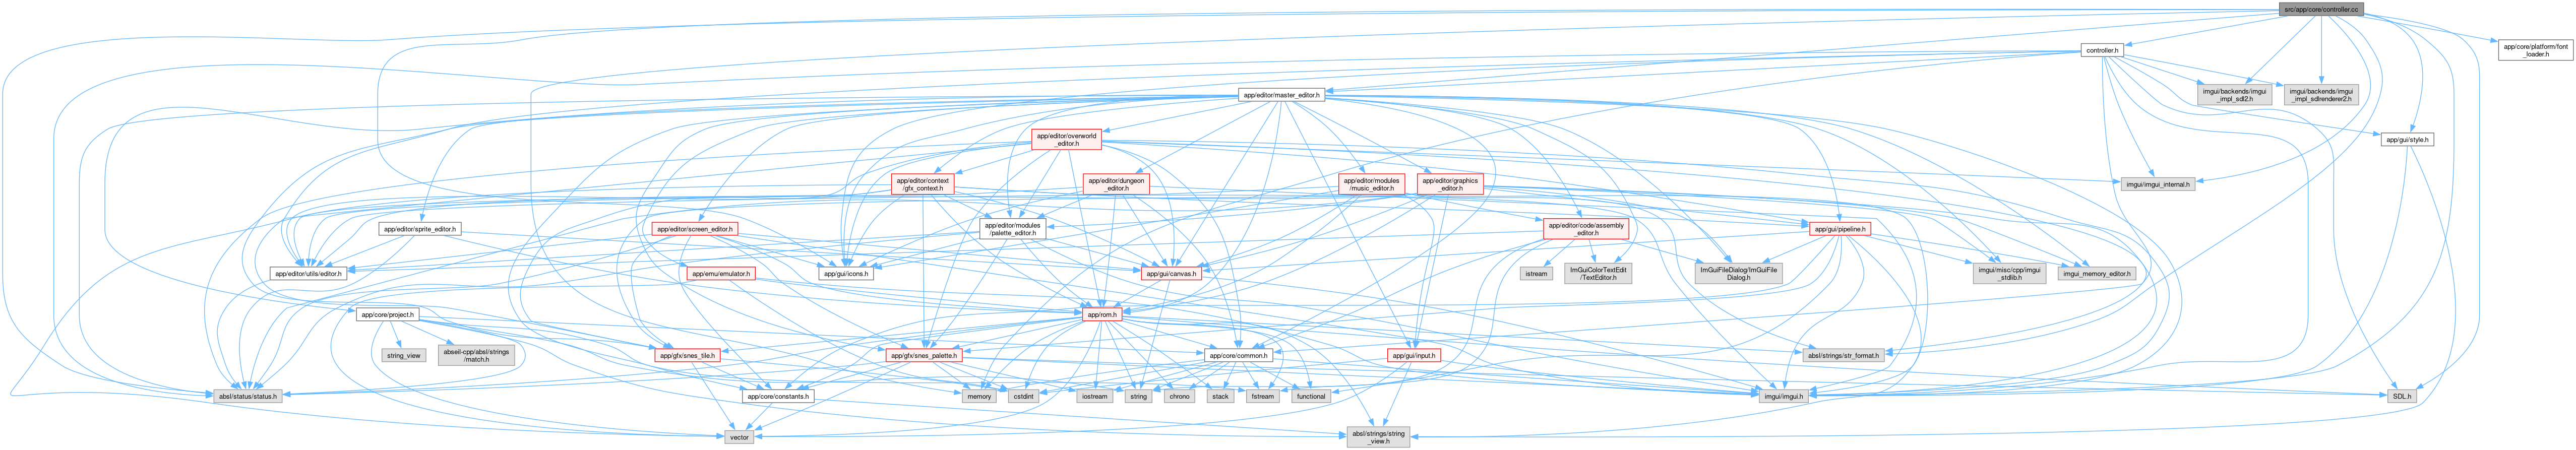 src/app/core/controller.cc
controller.h
app/core/platform/font
_loader.h
imgui/backends/imgui
_impl_sdl2.h
imgui/backends/imgui
_impl_sdlrenderer2.h
app/editor/master_editor.h
app/editor/overworld
_editor.h
app/gui/style.h
app/editor/context
/gfx_context.h
app/editor/dungeon
_editor.h
app/editor/modules
/music_editor.h
app/editor/graphics
_editor.h
imgui/imgui_internal.h
app/editor/sprite_editor.h
app/editor/screen_editor.h
app/editor/modules
/palette_editor.h
app/editor/code/assembly
_editor.h
app/gui/pipeline.h
app/editor/utils/editor.h
app/emu/emulator.h
app/gui/icons.h
app/gui/canvas.h
istream
ImGuiColorTextEdit
/TextEditor.h
ImGuiFileDialog/ImGuiFile
Dialog.h
imgui/misc/cpp/imgui
_stdlib.h
imgui_memory_editor.h
app/core/project.h
app/rom.h
string_view
abseil-cpp/absl/strings
/match.h
app/gfx/snes_tile.h
app/gfx/snes_palette.h
app/core/common.h
app/gui/input.h
absl/strings/str_format.h
absl/status/status.h
app/core/constants.h
memory
cstdint
iostream
string
chrono
stack
fstream
functional
imgui/imgui.h
SDL.h
vector
absl/strings/string
_view.h